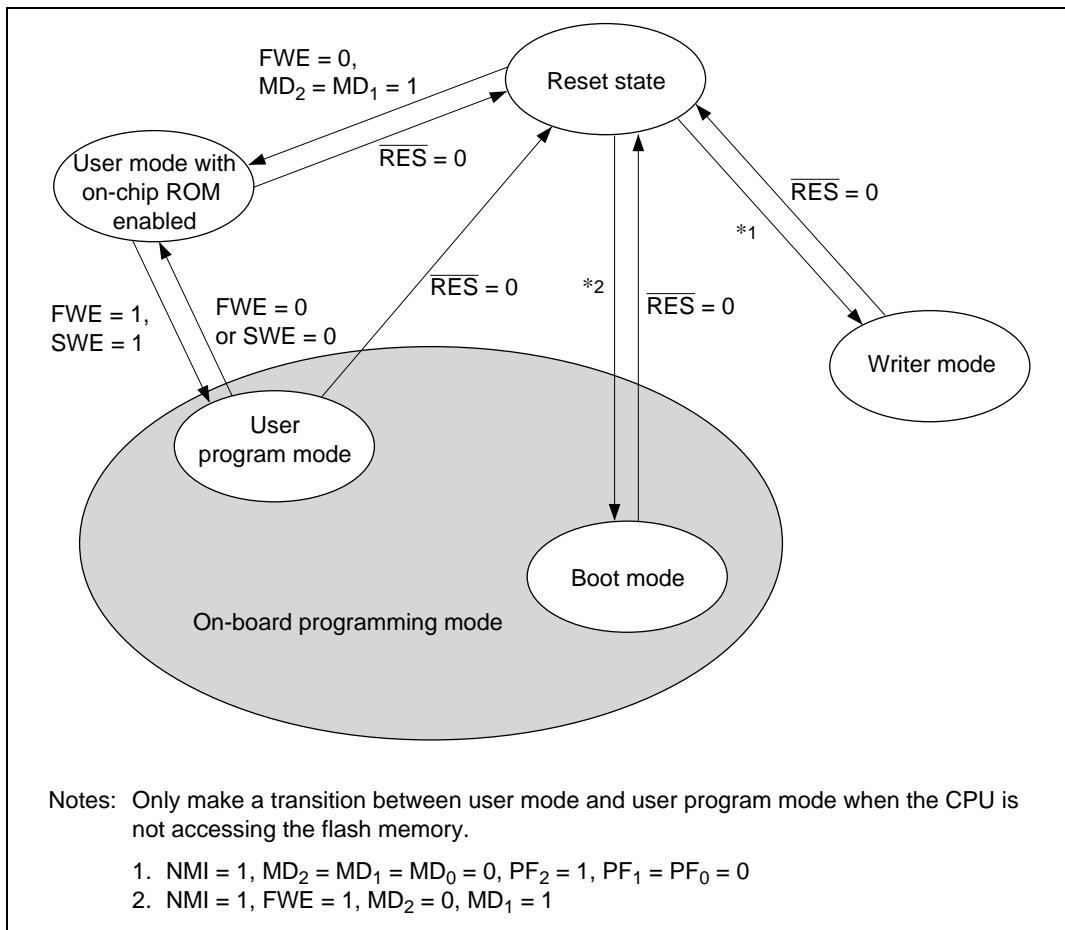 FWE = 0,
MD2 = MD1 = 1
Reset state
User mode with
on-chip ROM
enabled
R̅E̅S̅ = 0
R̅E̅S̅ = 0
*1
R̅E̅S̅ = 0
*2
R̅E̅S̅ = 0
FWE = 1,
SWE = 1
FWE = 0
or SWE = 0
Writer mode
User
program mode
Boot mode
On-board programming mode
Notes: Only make a transition between user mode and user program mode when the CPU is
not accessing the flash memory.
1. NMI = 1, MD2 = MD1 = MD0 = 0, PF2 = 1, PF1 = PF0 = 0
2. NMI = 1, FWE = 1, MD2 = 0, MD1 = 1